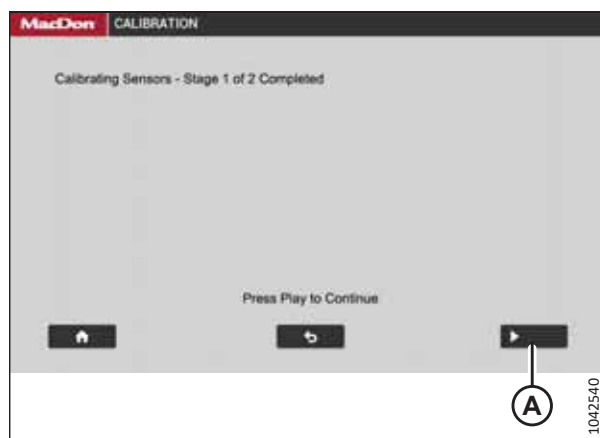 MacDon CALIBRATION
Calibrating Sensors - Stage 1 of 2 Completed
Press Play to Continue
A
1042540